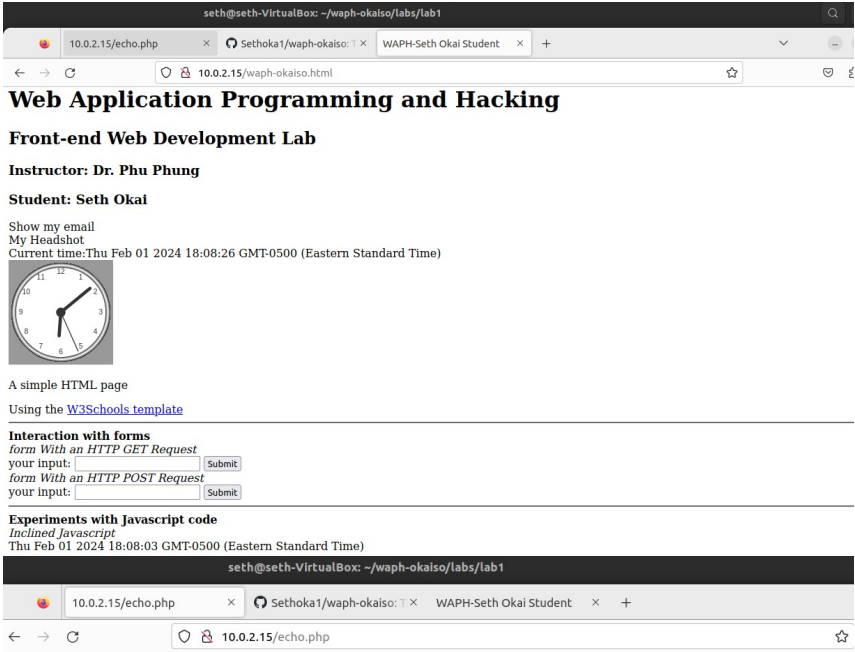 seth@seth-VirtualBox: ~/waph-okaiso/labs/lab1
10.0.2.15/echo.php × Sethoka1/waph-okaiso: T × WAPH-Seth Okai Student × +
10.0.2.15/waph-okaiso.html
Web Application Programming and Hacking
Front-end Web Development Lab
Instructor: Dr. Phu Phung
Student: Seth Okai
Show my email
My Headshot
Current time:Thu Feb 01 2024 18:08:26 GMT-0500 (Eastern Standard Time)
12
11 1
10 2
9 3
8 4
7 5
6
A simple HTML page
Using the W3Schools template
Interaction with forms
form With an HTTP GET Request
your input: Submit
form With an HTTP POST Request
your input: Submit
Experiments with Javascript code
Inclined Javascript
Thu Feb 01 2024 18:08:03 GMT-0500 (Eastern Standard Time)
seth@seth-VirtualBox: ~/waph-okaiso/labs/lab1
10.0.2.15/echo.php × Sethoka1/waph-okaiso: T × WAPH-Seth Okai Student × +
10.0.2.15/echo.php